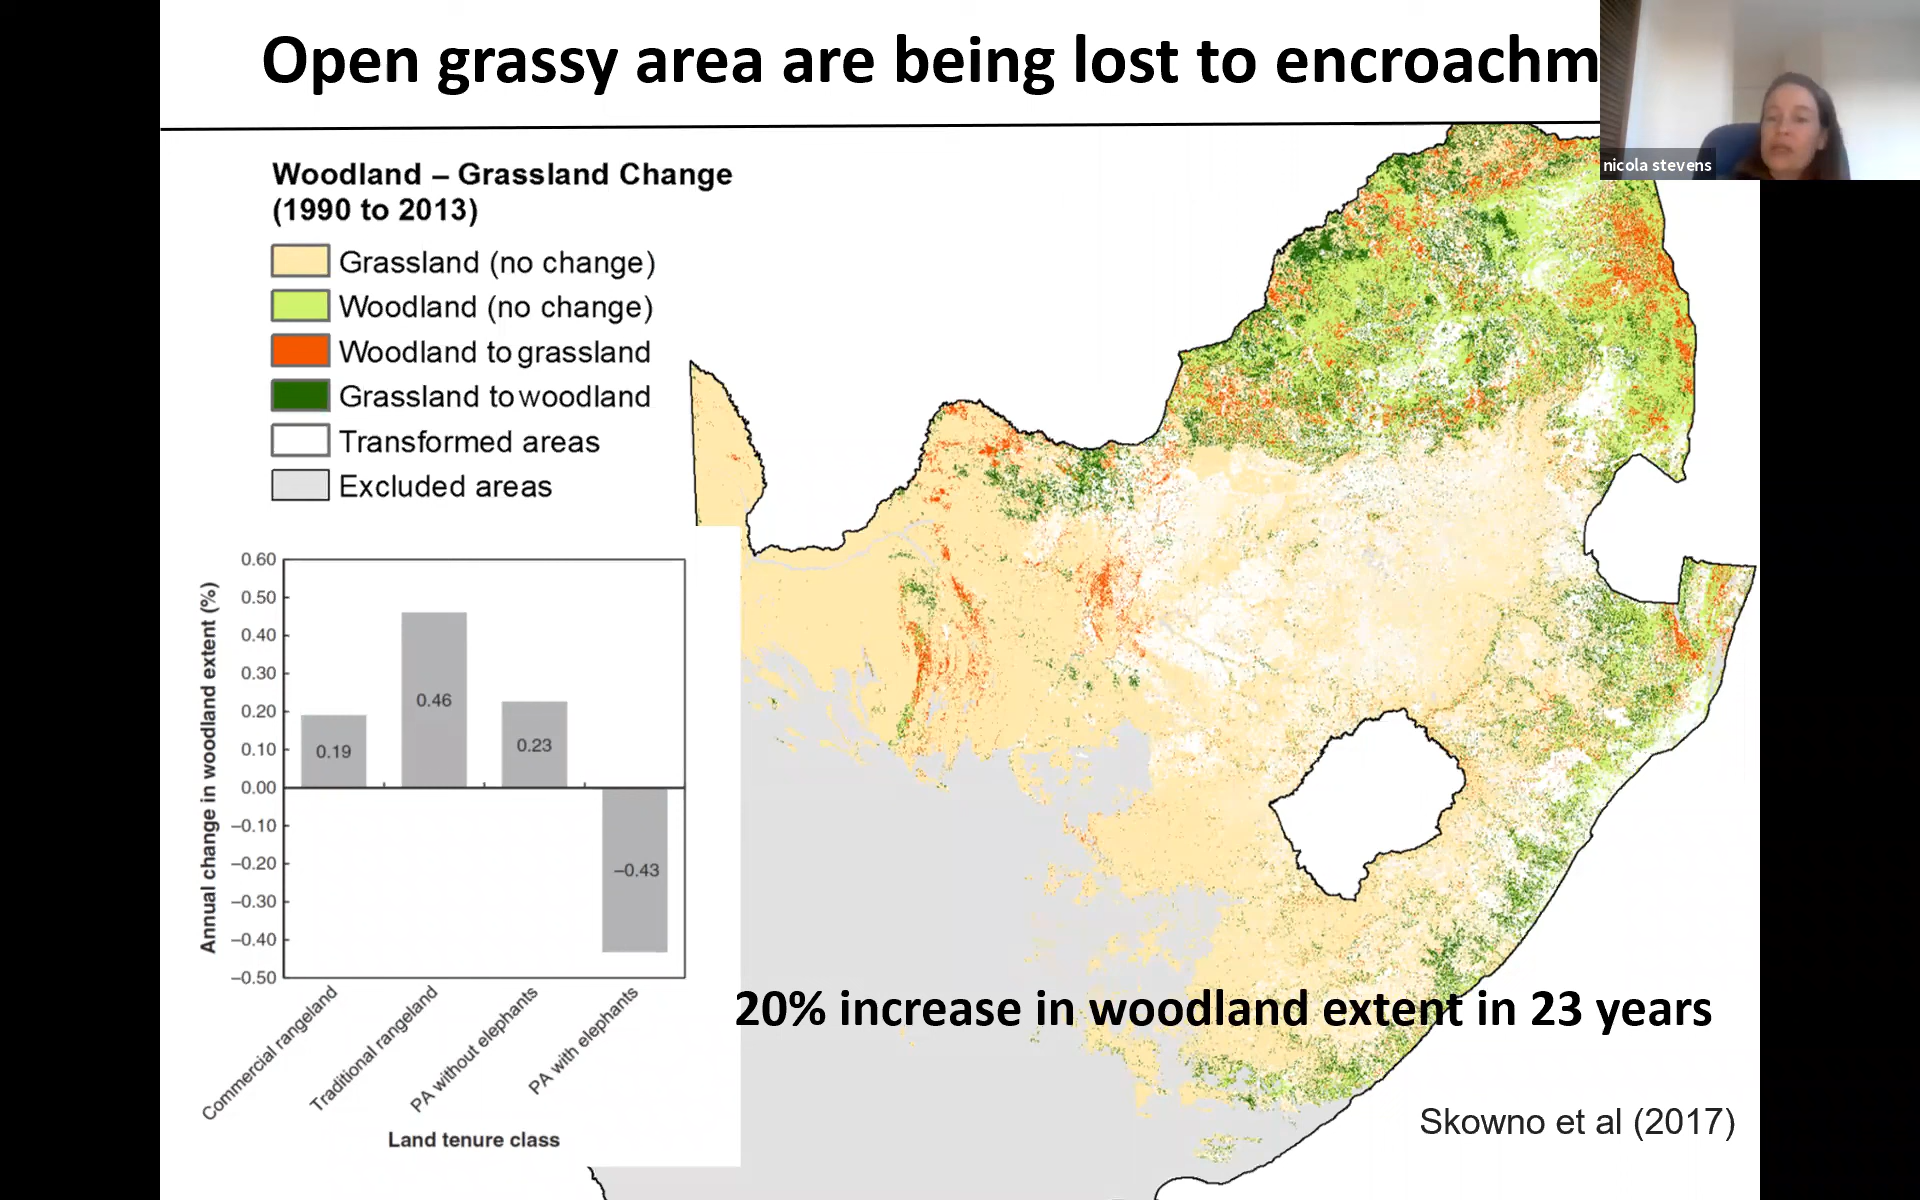 Open grassy area are being lost to encroachm
nicola stevens
Woodland – Grassland Change
(1990 to 2013)
Grassland (no change)
Woodland (no change)
Woodland to grassland
Grassland to woodland
Transformed areas
Excluded areas
Annual change in woodland extent (%)
0.60
0.50
0.40
0.30
0.20
0.10
0.00
–0.10
–0.20
–0.30
–0.40
–0.50
0.19
0.46
0.23
–0.43
Commercial rangeland
Traditional rangeland
PA without elephants
PA with elephants
Land tenure class
20% increase in woodland extent in 23 years
Skowno et al (2017)